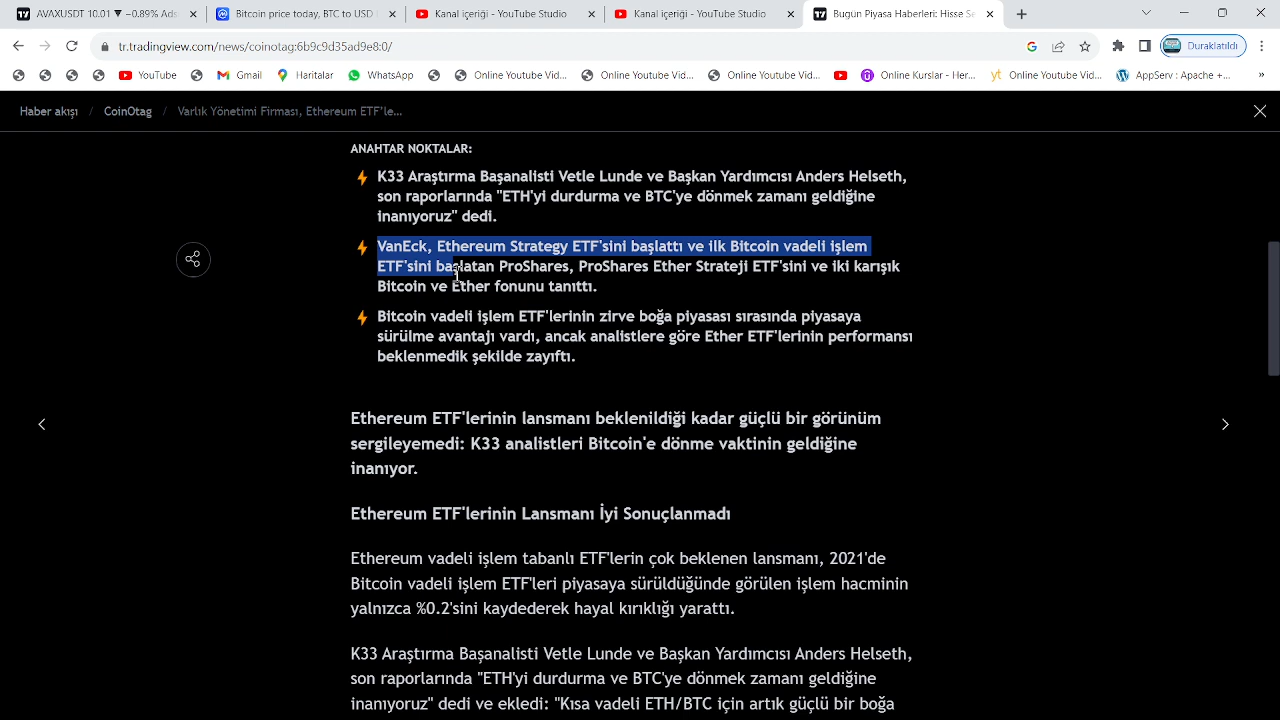 AVAXUSDT 10.01 ▼ −0.89% Ads
Bitcoin price today, BTC to USD
Kanal içeriği - YouTube Studio
Kanal içeriği - YouTube Studio
Bugün Piyasa Haberleri: Hisse Se
tr.tradingview.com/news/coinotag:6b9c9d35ad9e8:0/
Duraklatıldı
YouTube
Gmail
Haritalar
WhatsApp
Online Youtube Vid...
Online Youtube Vid...
Online Youtube Vid...
Online Kurslar - Her...
Online Youtube Vid...
AppServ : Apache +...
»
Haber akışı / CoinOtag / Varlık Yönetimi Firması, Ethereum ETF'le...
ANAHTAR NOKTALAR:
K33 Araştırma Başanalisti Vetle Lunde ve Başkan Yardımcısı Anders Helseth,
son raporlarında "ETH'yi durdurma ve BTC'ye dönmek zamanı geldiğine
inanıyoruz" dedi.
VanEck, Ethereum Strategy ETF'sini başlattı ve ilk Bitcoin vadeli işlem
ETF'sini başlatan ProShares, ProShares Ether Strateji ETF'sini ve iki karışık
Bitcoin ve Ether fonunu tanıttı.
Bitcoin vadeli işlem ETF'lerinin zirve boğa piyasası sırasında piyasaya
sürülme avantajı vardı, ancak analistlere göre Ether ETF'lerinin performansı
beklenmedik şekilde zayıftı.
Ethereum ETF'lerinin lansmanı beklenildiği kadar güçlü bir görünüm
sergileyemedi: K33 analistleri Bitcoin'e dönme vaktinin geldiğine
inanıyor.
Ethereum ETF'lerinin Lansmanı İyi Sonuçlanmadı
Ethereum vadeli işlem tabanlı ETF'lerin çok beklenen lansmanı, 2021'de
Bitcoin vadeli işlem ETF'leri piyasaya sürüldüğünde görülen işlem hacminin
yalnızca %0.2'sini kaydederek hayal kırıklığı yarattı.
K33 Araştırma Başanalisti Vetle Lunde ve Başkan Yardımcısı Anders Helseth,
son raporlarında "ETH'yi durdurma ve BTC'ye dönmek zamanı geldiğine
inanıyoruz" dedi ve ekledi: "Kısa vadeli ETH/BTC için artık güçlü bir boğa